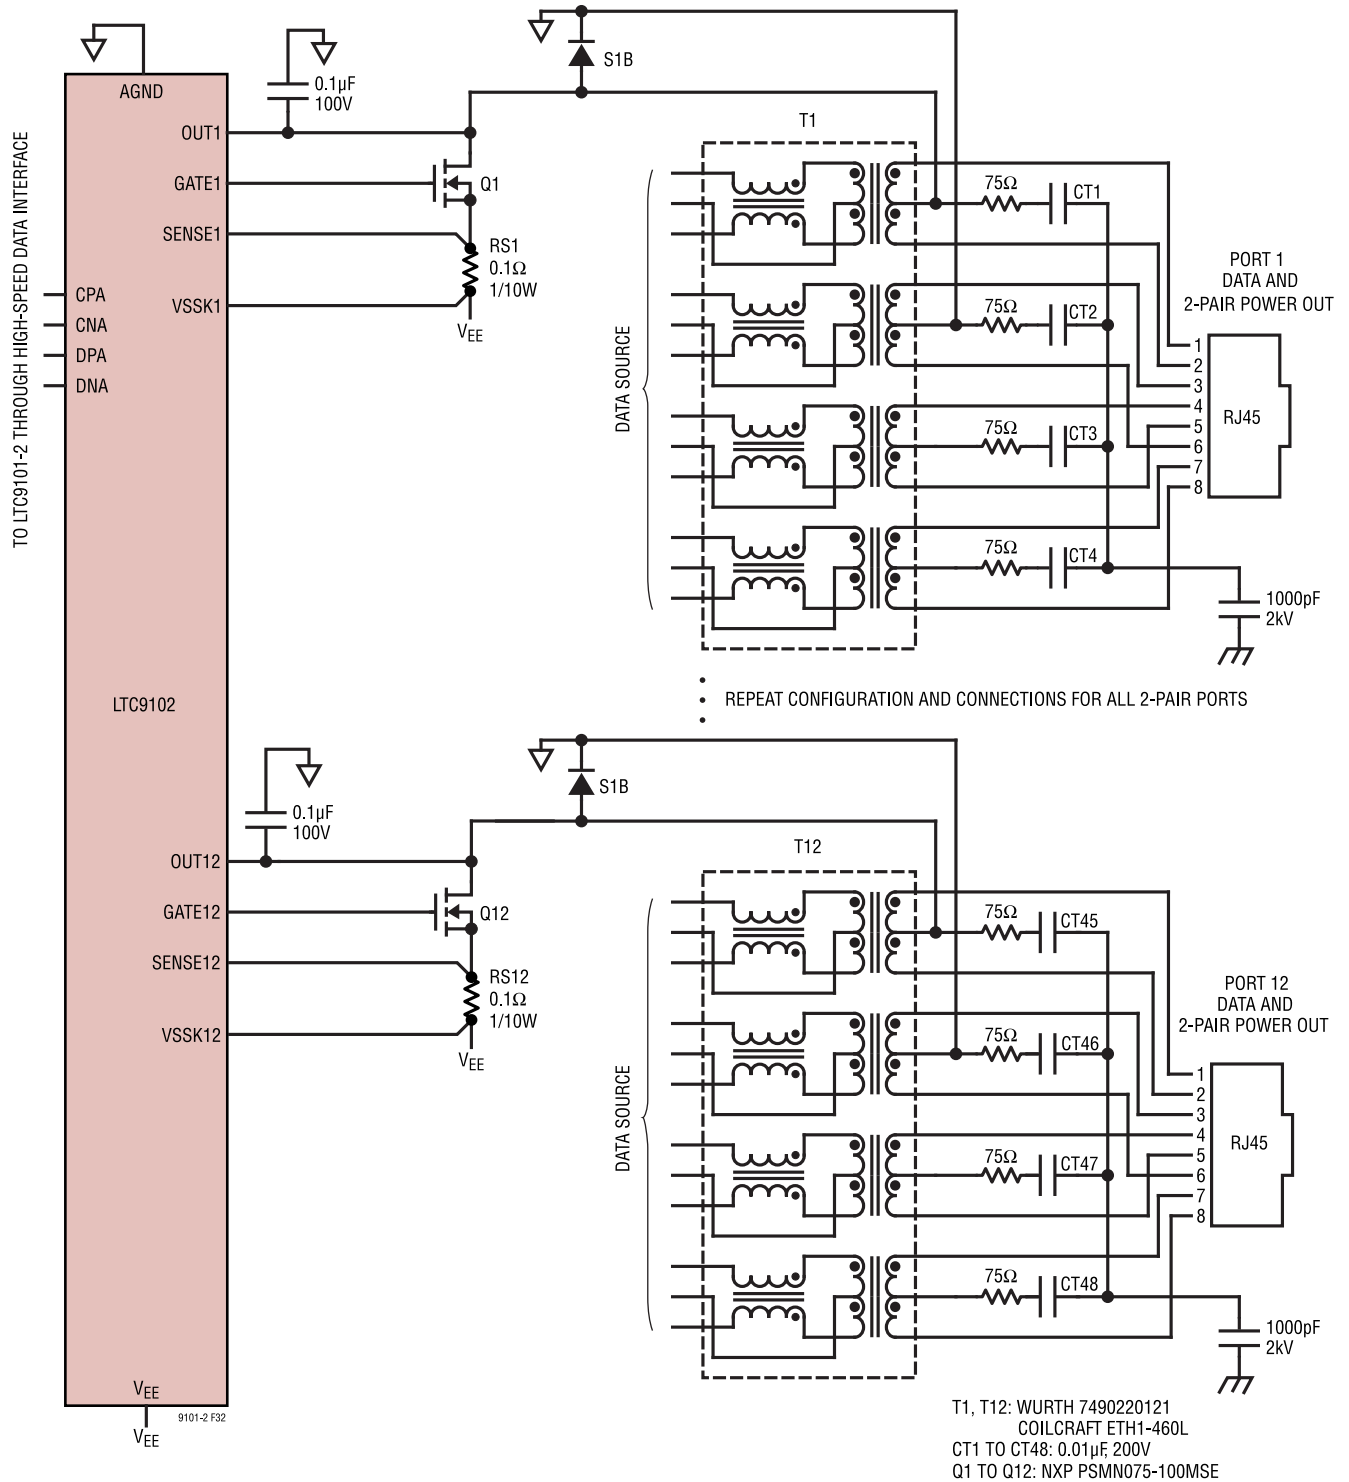 TO LTC9101-2 THROUGH HIGH-SPEED DATA INTERFACE
AGND
OUT1
GATE1
SENSE1
VSSK1
CPA
CNA
DPA
DNA
LTC9102
OUT12
GATE12
SENSE12
VSSK12
VEE
9101-2 F32
VEE
0.1µF
100V
Q1
RS1
0.1Ω
1/10W
VEE
S1B
T1
DATA SOURCE
75Ω
CT1
75Ω
CT2
75Ω
CT3
75Ω
CT4
PORT 1
DATA AND
2-PAIR POWER OUT
1
2
3
4
5
6
7
8
RJ45
1000pF
2kV
REPEAT CONFIGURATION AND CONNECTIONS FOR ALL 2-PAIR PORTS
0.1µF
100V
Q12
RS12
0.1Ω
1/10W
VEE
S1B
T12
DATA SOURCE
75Ω
CT45
75Ω
CT46
75Ω
CT47
75Ω
CT48
PORT 12
DATA AND
2-PAIR POWER OUT
1
2
3
4
5
6
7
8
RJ45
1000pF
2kV
T1, T12: WURTH 7490220121
COILCRAFT ETH1-460L
CT1 TO CT48: 0.01µF, 200V
Q1 TO Q12: NXP PSMN075-100MSE